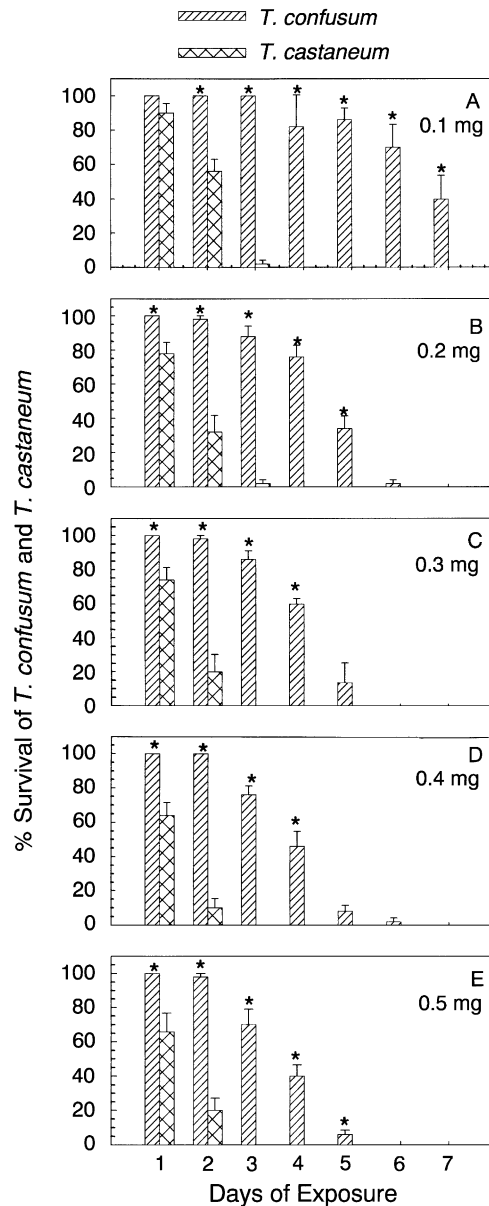 T. confusum
T. castaneum
% Survival of T. confusum and T. castaneum
100
80
60
40
20
0
* * * * * *
A
0.1 mg
100
80
60
40
20
0
* * * * *
B
0.2 mg
100
80
60
40
20
0
* * * *
C
0.3 mg
100
80
60
40
20
0
* * * *
D
0.4 mg
100
80
60
40
20
0
* * * * *
E
0.5 mg
1 2 3 4 5 6 7
Days of Exposure